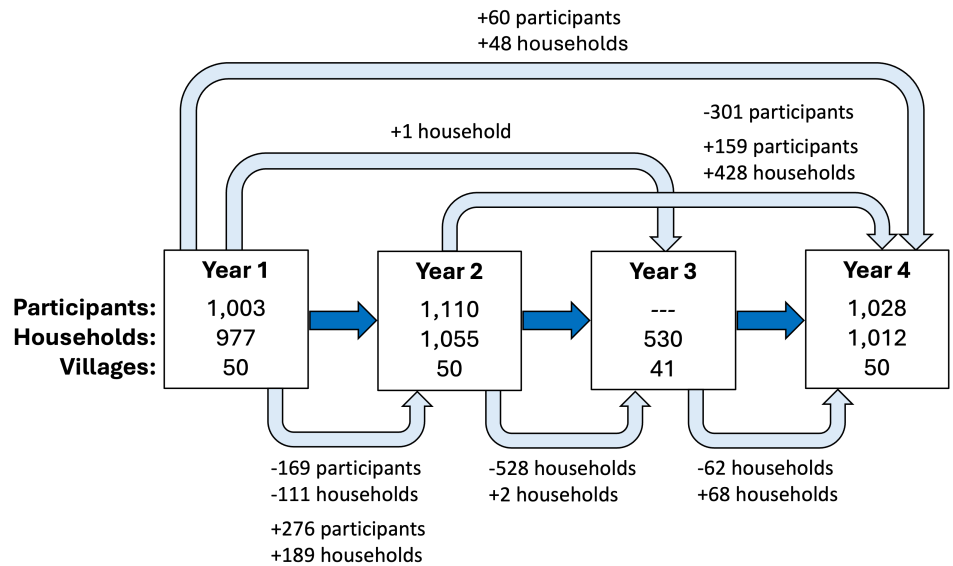 +60 participants
+48 households
-301 participants
+1 household
+159 participants
+428 households
Year 1
Year 2
Year 3
Year 4
Participants: 1,003 1,110 --- 1,028
Households: 977 1,055 530 1,012
Villages: 50 50 41 50
-169 participants
-111 households
+276 participants
+189 households
-528 households
+2 households
-62 households
+68 households